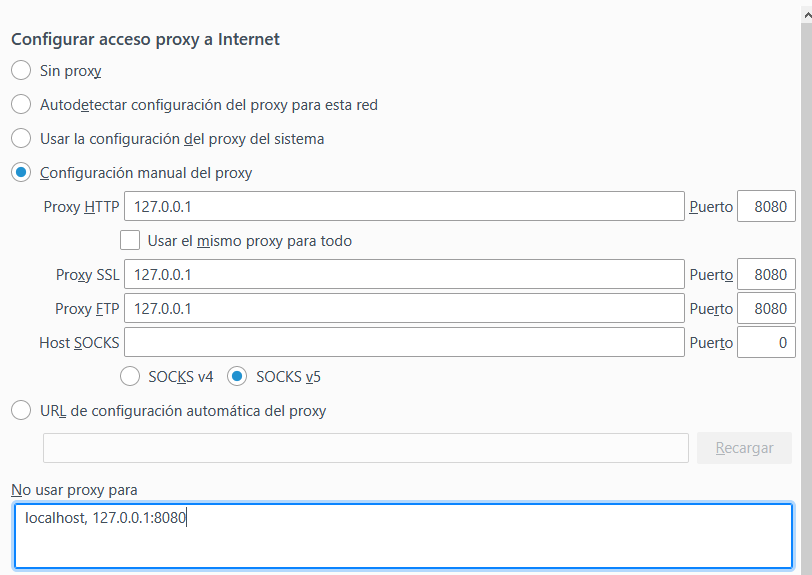 Configurar acceso proxy a Internet
Sin proxy
Autodetectar configuración del proxy para esta red
Usar la configuración del proxy del sistema
Configuración manual del proxy
Proxy HTTP 127.0.0.1 Puerto 8080
Usar el mismo proxy para todo
Proxy SSL 127.0.0.1 Puerto 8080
Proxy FTP 127.0.0.1 Puerto 8080
Host SOCKS Puerto 0
SOCKS v4 SOCKS v5
URL de configuración automática del proxy
Recargar
No usar proxy para
localhost, 127.0.0.1:8080